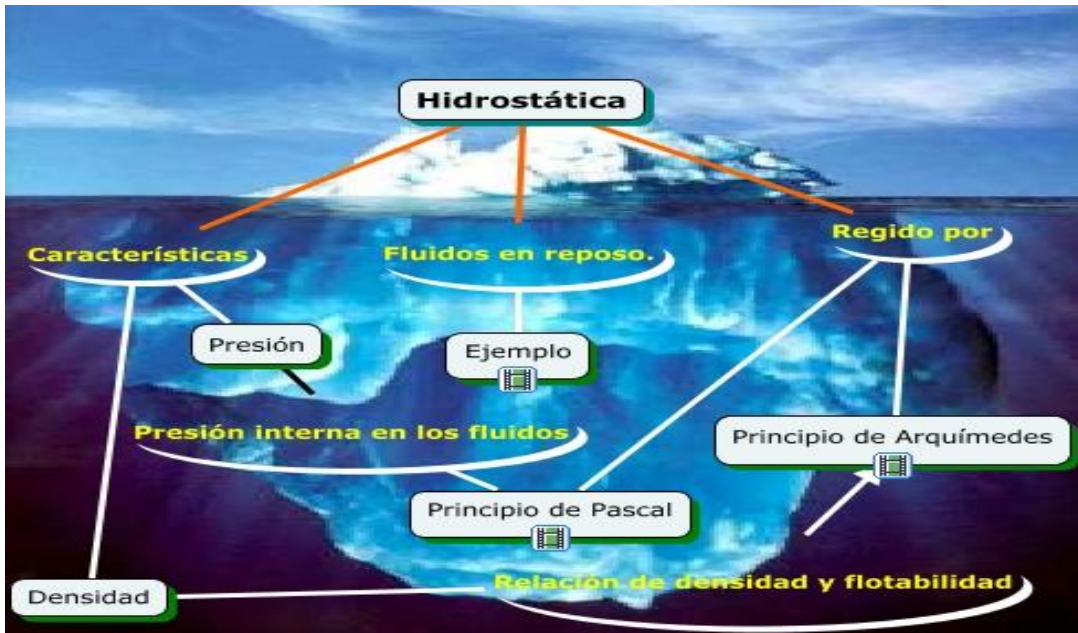 Hidrostática
Características
Fluidos en reposo.
Regido por
Presión
Ejemplo
Presión interna en los fluidos
Principio de Arquímedes
Principio de Pascal
Relación de densidad y flotabilidad
Densidad